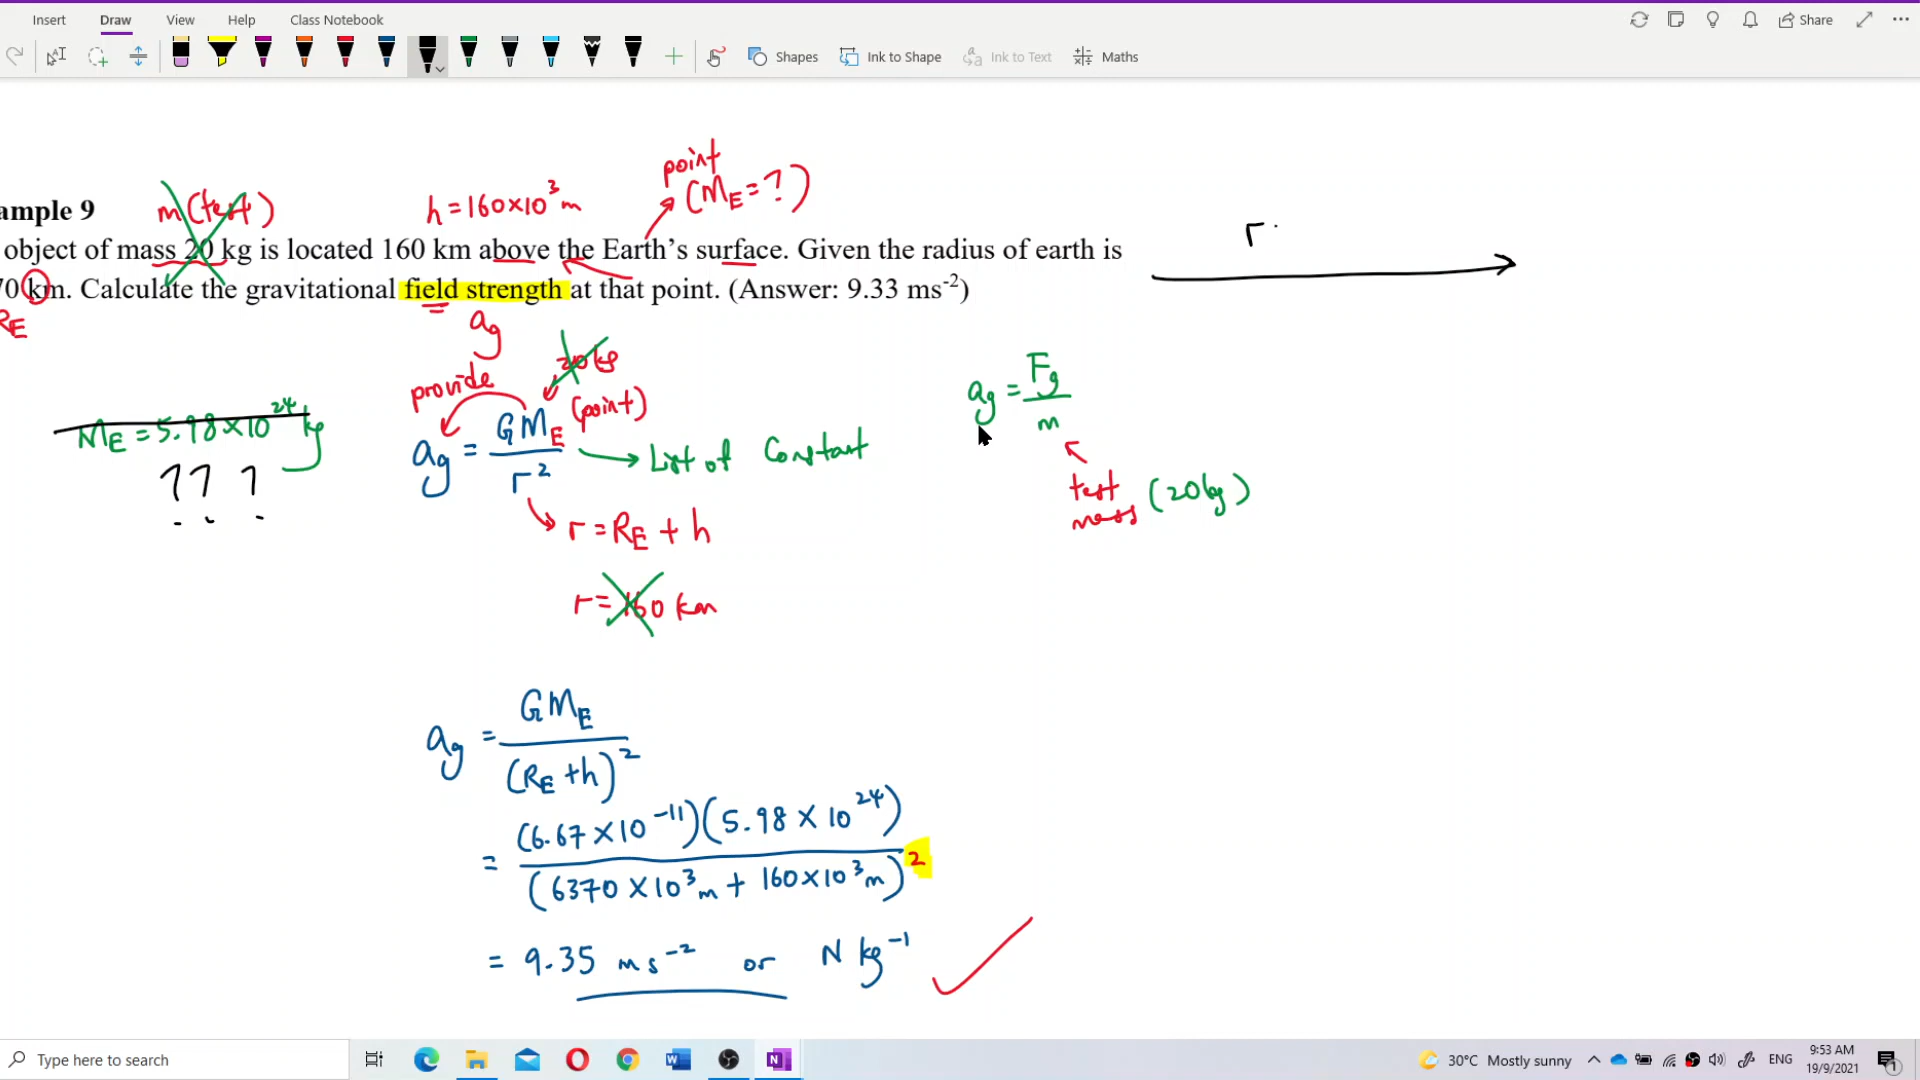 Insert Draw View Help Class Notebook Share
Shapes Ink to Shape Ink to Text Maths
point
(ME=?)
ample 9 m(test) h=160×10³m
r
object of mass 20 kg is located 160 km above the Earth's surface. Given the radius of earth is
70 km. Calculate the gravitational field strength at that point. (Answer: 9.33 ms-2)
RE
ag
20kg
provide
(point)
ag = Fg/m
ME = 5.98×10²⁴ kg
? ? ?
ag = GME/r² → List of Constant
test mass (20kg)
r = RE + h
r = 160 km
ag = GME/(RE+h)²
= (6.67×10⁻¹¹)(5.98×10²⁴)/(6370×10³m + 160×10³m)²
= 9.35 ms⁻² or N kg⁻¹
Type here to search 30°C Mostly sunny ENG 9:53 AM
19/9/2021
1